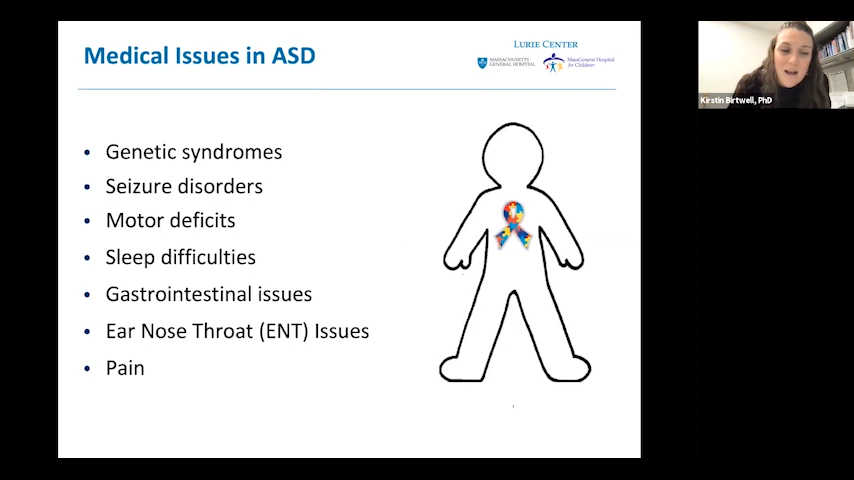 Medical Issues in ASD
LURIE CENTER
MASSACHUSETTS
GENERAL HOSPITAL
MassGeneral Hospital
for Children
• Genetic syndromes
• Seizure disorders
• Motor deficits
• Sleep difficulties
• Gastrointestinal issues
• Ear Nose Throat (ENT) Issues
• Pain
Kirstin Birtwell, PhD